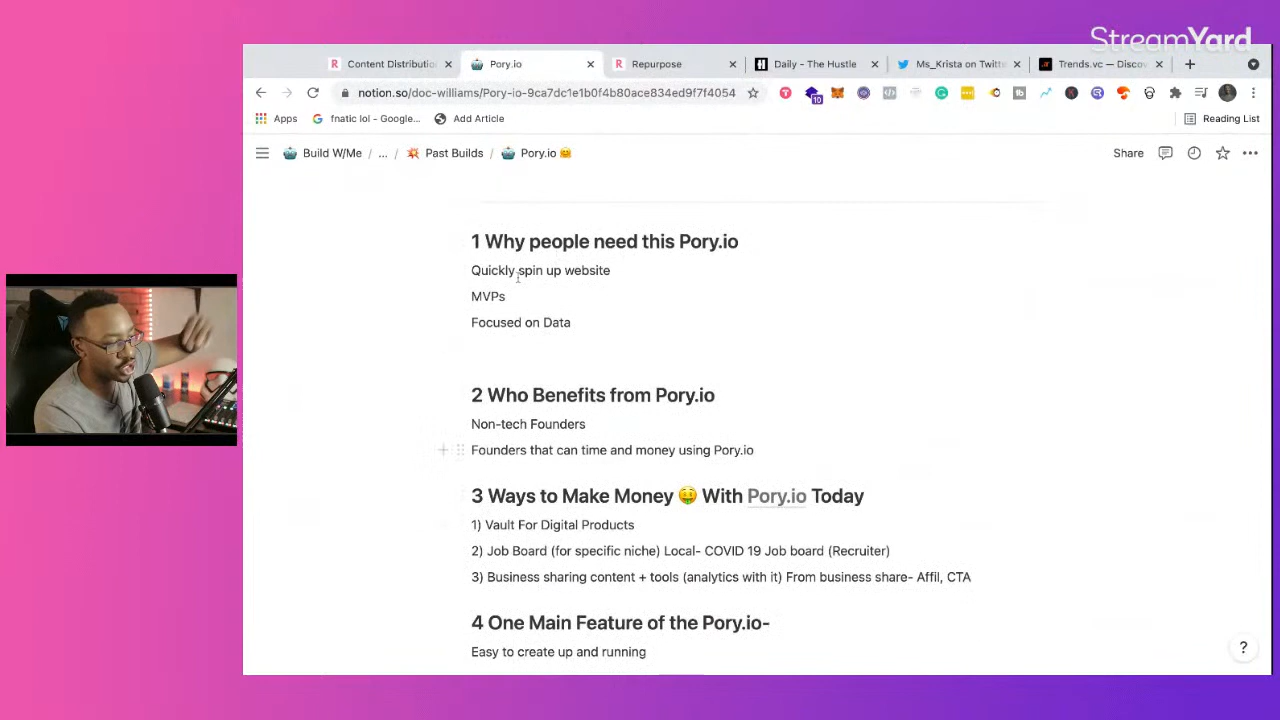 StreamYard
Content Distributio
Pory.io
Repurpose
Daily - The Hustle
Ms_Krista on Twitt
Trends.vc — Disco
notion.so/doc-williams/Pory-io-9ca7dc1e1b0f4b80ace834ed9f7f4054
10
Apps
fnatic lol - Google...
Add Article
Reading List
Build W/Me / ... / Past Builds / Pory.io 🤗
Share
1 Why people need this Pory.io
Quickly spin up website
MVPs
Focused on Data
2 Who Benefits from Pory.io
Non-tech Founders
Founders that can time and money using Pory.io
3 Ways to Make Money 🤑 With Pory.io Today
1) Vault For Digital Products
2) Job Board (for specific niche) Local- COVID 19 Job board (Recruiter)
3) Business sharing content + tools (analytics with it) From business share- Affil, CTA
4 One Main Feature of the Pory.io-
Easy to create up and running
?